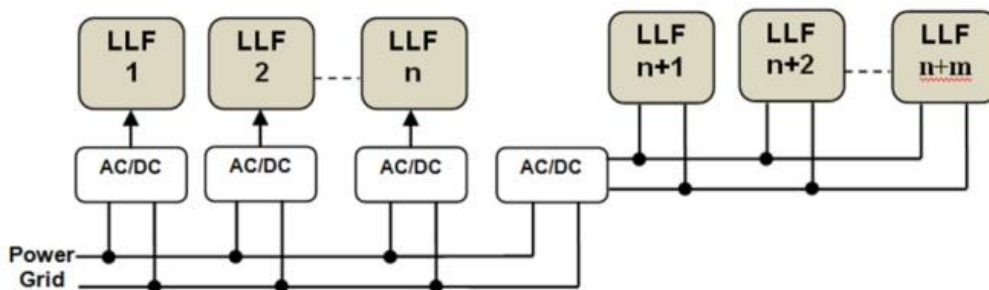 LLF
1
LLF
2
LLF
n
LLF
n+1
LLF
n+2
LLF
n+m
AC/DC
AC/DC
AC/DC
AC/DC
Power
Grid